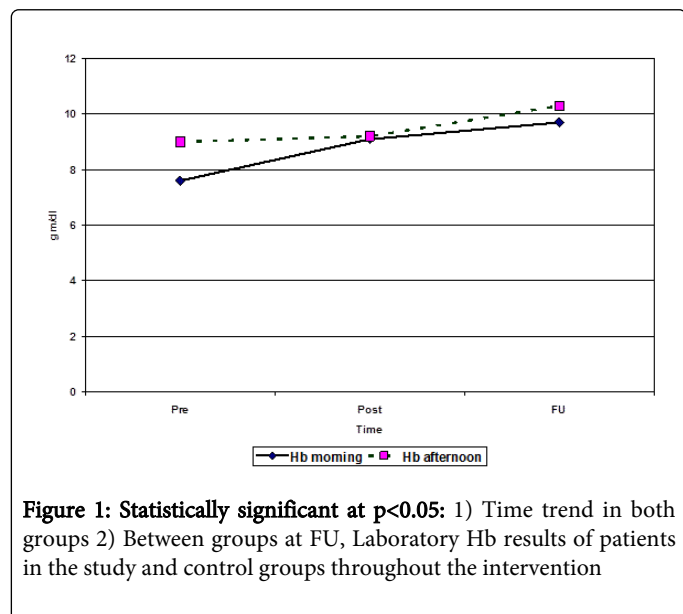 12
10
8
6
4
2
0
gm/dl
Pre Post FU
Time
Hb morning Hb afternoon
Figure 1: Statistically significant at p<0.05: 1) Time trend in both
groups 2) Between groups at FU, Laboratory Hb results of patients
in the study and control groups throughout the intervention